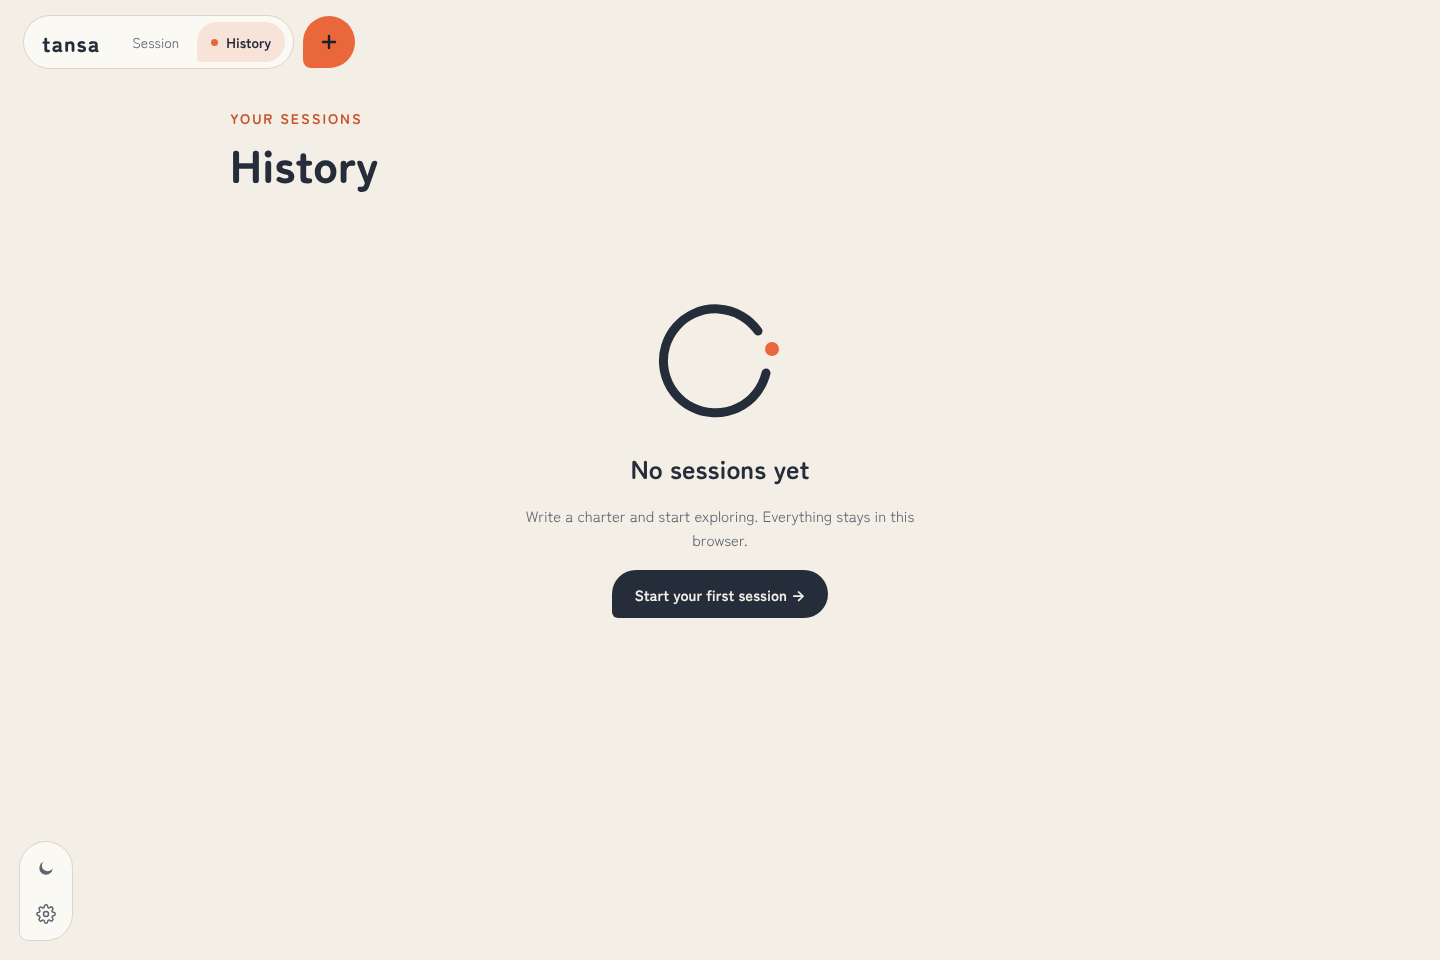 tansa
Session
History
YOUR SESSIONS
History
No sessions yet
Write a charter and start exploring. Everything stays in this
browser.
Start your first session →